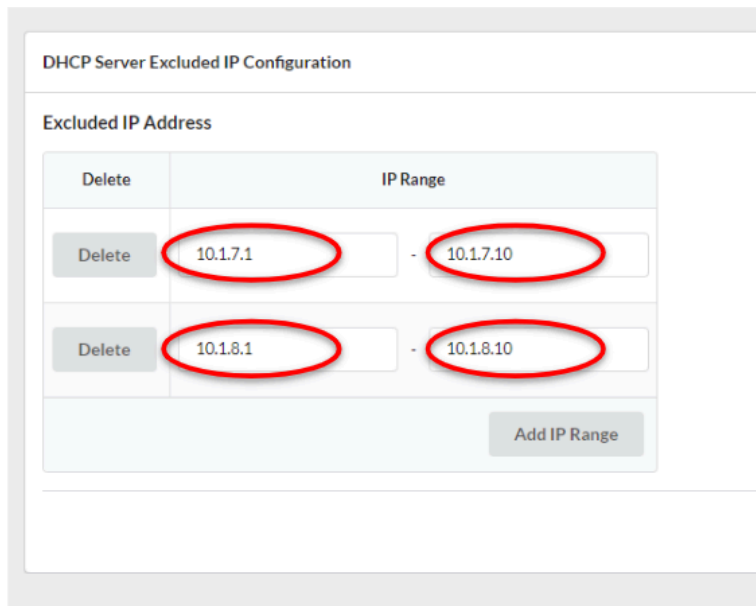 DHCP Server Excluded IP Configuration
Excluded IP Address
Delete IP Range
Delete 10.1.7.1 - 10.1.7.10
Delete 10.1.8.1 - 10.1.8.10
Add IP Range